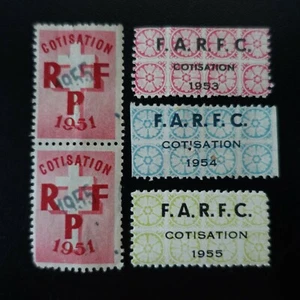 COTISATION
R F
P
1951
COTISATION
R F
P
1951
F.A.R.F.C.
COTISATION
1953
F.A.R.F.C.
COTISATION
1954
F.A.R.F.C.
COTISATION
1955